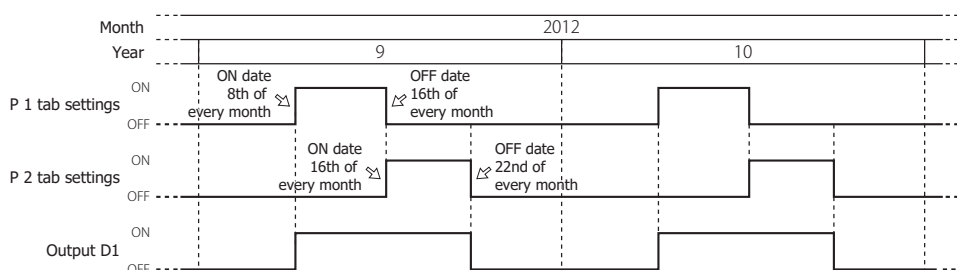 Month
2012
Year
9
10
P 1 tab settings
ON
OFF
ON date
8th of
every month
OFF date
16th of
every month
P 2 tab settings
ON
OFF
ON date
16th of
every month
OFF date
22nd of
every month
Output D1
ON
OFF